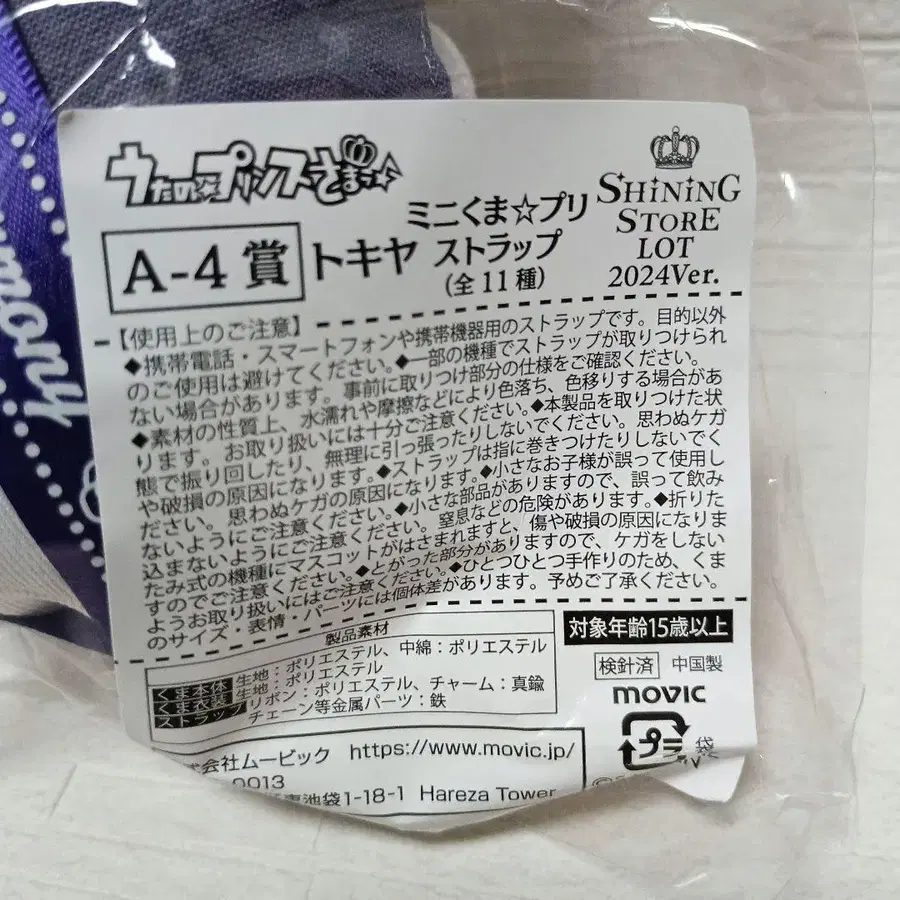 うたの☆プリンスさまっ♪
A-4賞
トキヤ
ミニくま☆プリ
ストラップ
(全11種)
SHINING
STORE
LOT
2024Ver.
【使用上のご注意】
◆携帯電話・スマートフォンや携帯機器用のストラップです。目的以外
のご使用は避けてください。◆一部の機種でストラップが取りつけられ
ない場合があります。事前に取りつけ部分の仕様をご確認ください。
◆素材の性質上、水濡れや摩擦などにより色落ち、色移りする場合があ
ります。お取り扱いには十分ご注意ください。◆本製品を取りつけた状
態で振り回したり、無理に引っ張ったりしないでください。思わぬケガ
や破損の原因になります。◆ストラップは指に巻きつけたりしないでく
ださい。思わぬケガの原因になります。◆小さなお子様が誤って使用し
ないようにご注意ください。◆小さな部品がありますので、誤って飲み
込まないようにご注意ください。窒息などの危険があります。◆折りた
たみ式の機種にマスコットがはさまれますと、傷や破損の原因になりま
すのでご注意ください。◆とがった部分がありますので、ケガをしない
ようお取り扱いにはご注意ください。◆ひとつひとつ手作りのため、くま
のサイズ・表情・パーツには個体差があります。予めご了承ください。
製品素材
くま本体 生地:ポリエステル、中綿:ポリエステル
くま衣装 生地:ポリエステル
ストラップ リボン:ポリエステル、チャーム:真鍮
チェーン等金属パーツ:鉄
対象年齢15歳以上
検針済 中国製
movic
プラ
袋
式会社ムービック https://www.movic.jp/
0013
東池袋1-18-1 Hareza Tower
mony